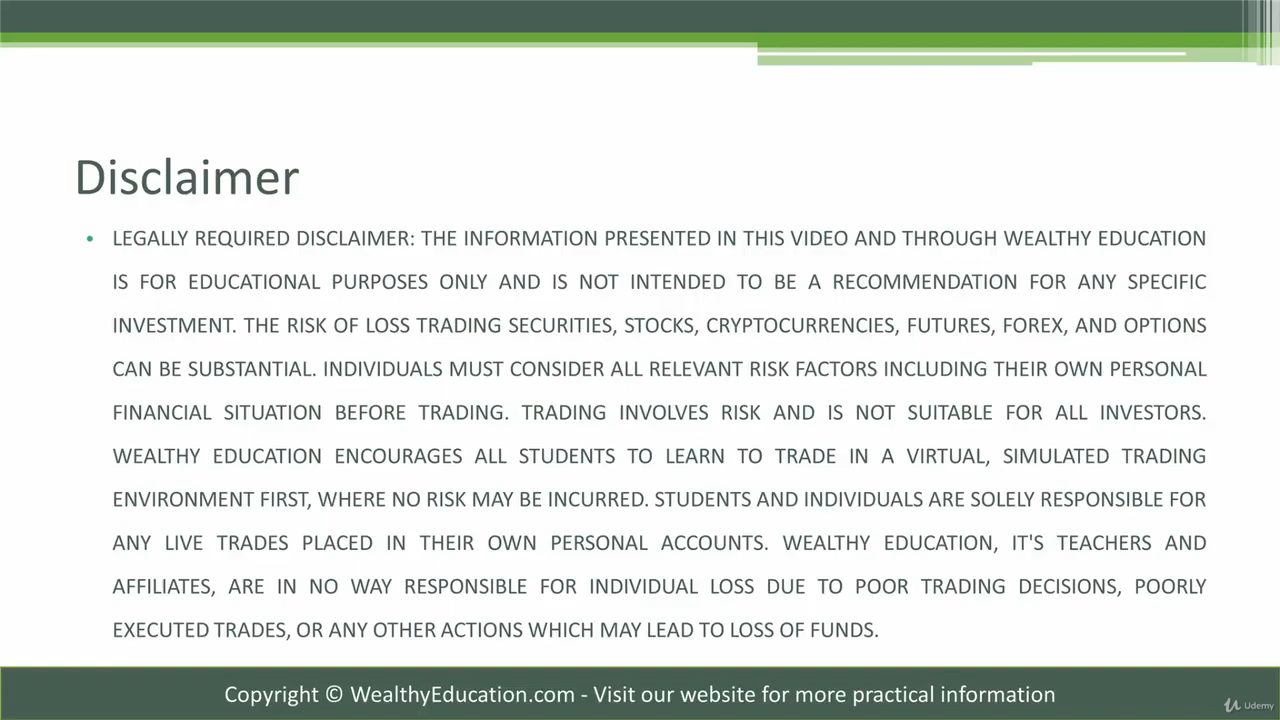 Disclaimer
• LEGALLY REQUIRED DISCLAIMER: THE INFORMATION PRESENTED IN THIS VIDEO AND THROUGH WEALTHY EDUCATION
IS FOR EDUCATIONAL PURPOSES ONLY AND IS NOT INTENDED TO BE A RECOMMENDATION FOR ANY SPECIFIC
INVESTMENT. THE RISK OF LOSS TRADING SECURITIES, STOCKS, CRYPTOCURRENCIES, FUTURES, FOREX, AND OPTIONS
CAN BE SUBSTANTIAL. INDIVIDUALS MUST CONSIDER ALL RELEVANT RISK FACTORS INCLUDING THEIR OWN PERSONAL
FINANCIAL SITUATION BEFORE TRADING. TRADING INVOLVES RISK AND IS NOT SUITABLE FOR ALL INVESTORS.
WEALTHY EDUCATION ENCOURAGES ALL STUDENTS TO LEARN TO TRADE IN A VIRTUAL, SIMULATED TRADING
ENVIRONMENT FIRST, WHERE NO RISK MAY BE INCURRED. STUDENTS AND INDIVIDUALS ARE SOLELY RESPONSIBLE FOR
ANY LIVE TRADES PLACED IN THEIR OWN PERSONAL ACCOUNTS. WEALTHY EDUCATION, IT'S TEACHERS AND
AFFILIATES, ARE IN NO WAY RESPONSIBLE FOR INDIVIDUAL LOSS DUE TO POOR TRADING DECISIONS, POORLY
EXECUTED TRADES, OR ANY OTHER ACTIONS WHICH MAY LEAD TO LOSS OF FUNDS.
Copyright © WealthyEducation.com - Visit our website for more practical information
Udemy